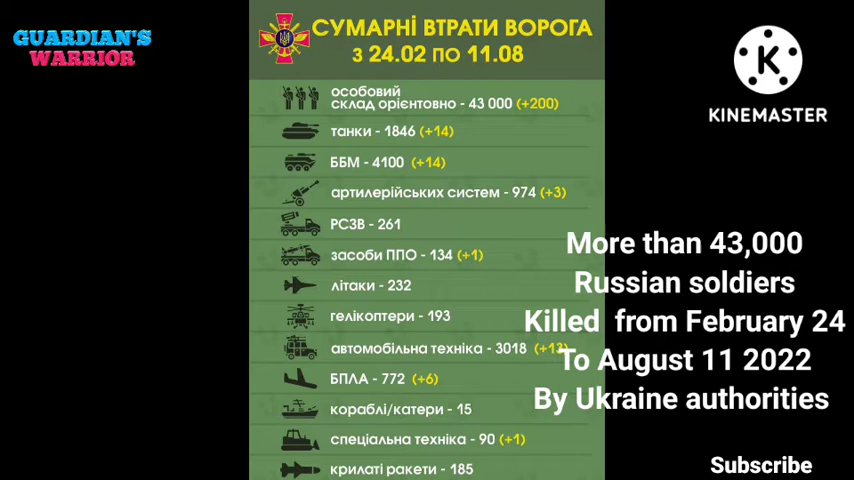 GUARDIAN'S
WARRIOR
СУМАРНІ ВТРАТИ ВОРОГА
З 24.02 ПО 11.08
особовий
склад орієнтовно - 43 000 (+200)
танки - 1846 (+14)
ББМ - 4100 (+14)
артилерійських систем - 974 (+3)
РСЗВ - 261
засоби ППО - 134 (+1)
літаки - 232
гелікоптери - 193
автомобільна техніка - 3018 (+13)
БПЛА - 772 (+6)
кораблі/катери - 15
спеціальна техніка - 90 (+1)
крилаті ракети - 185
K
KINEMASTER
More than 43,000
Russian soldiers
Killed from February 24
To August 11 2022
By Ukraine authorities
Subscribe